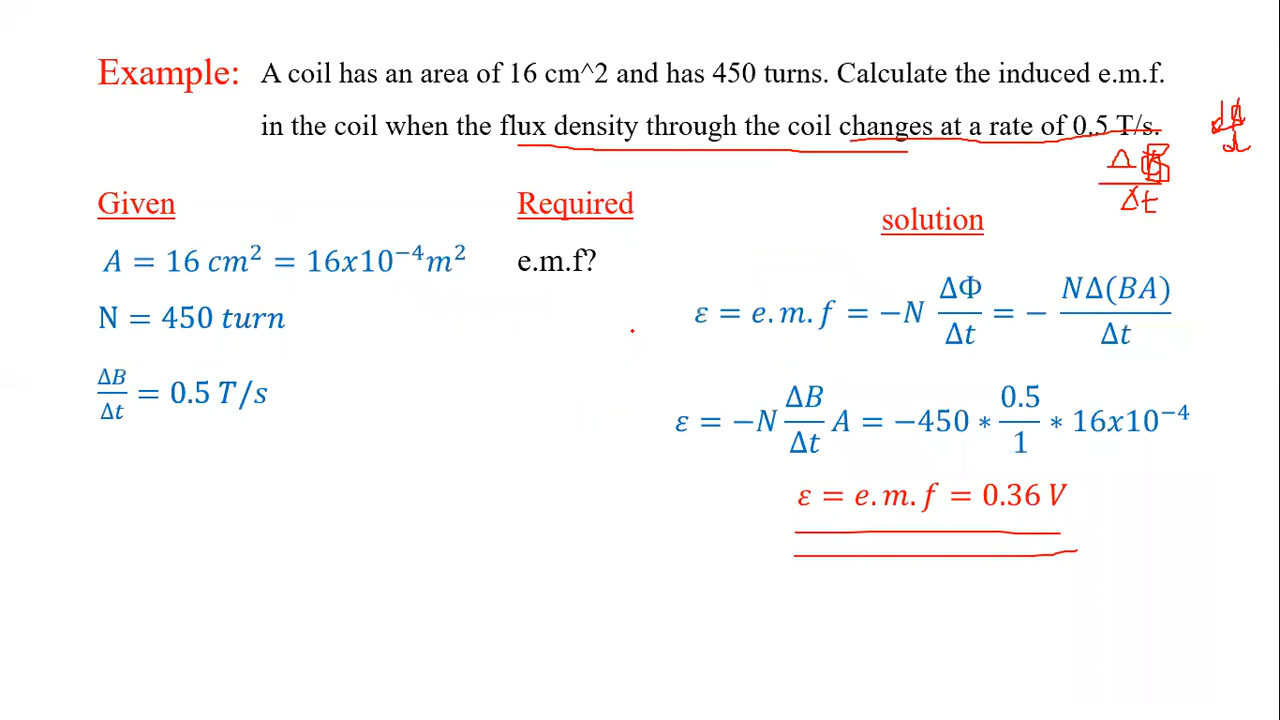 Example: A coil has an area of 16 cm^2 and has 450 turns. Calculate the induced e.m.f.
in the coil when the flux density through the coil changes at a rate of 0.5 T/s.
Δ
Δt
Given
Required
solution
A = 16 cm² = 16x10⁻⁴m²
e.m.f?
N = 450 turn
ε = e.m.f = −N ΔΦ/Δt = − NΔ(BA)/Δt
ΔB/Δt = 0.5 T/s
ε = −N ΔB/Δt A = −450 * 0.5/1 * 16x10⁻⁴
ε = e.m.f = 0.36 V